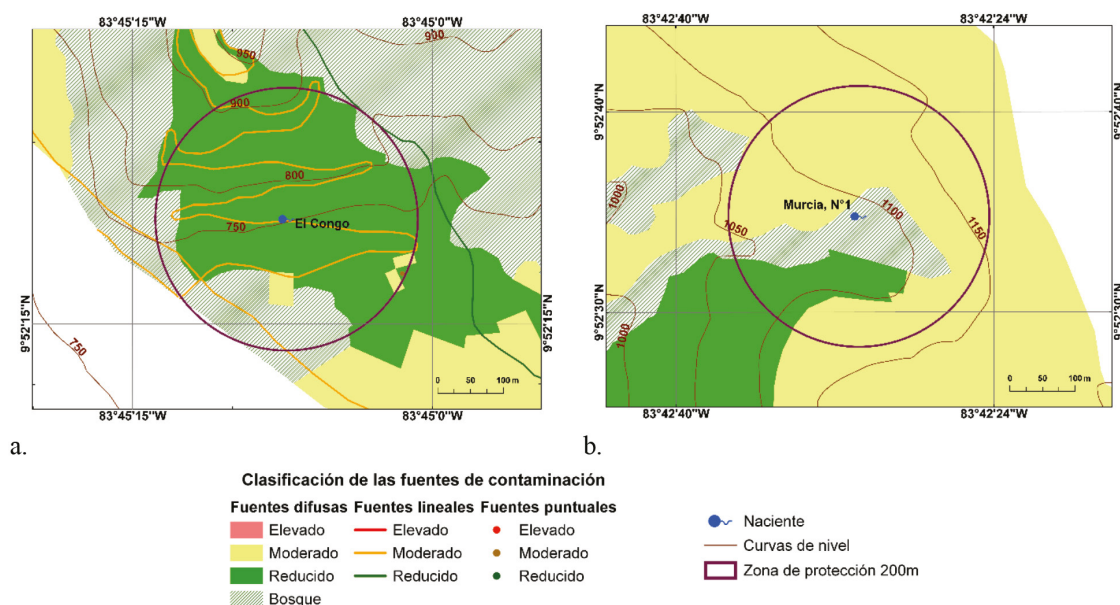 83°45'15"W 83°45'0"W
83°42'40"W 83°42'24"W
900
950
900
800
750
El Congo
750
9°52'15"N 9°52'15"N
0 50 100 m
83°45'15"W 83°45'0"W
9°52'40"N 9°52'40"N
1000
Murcia, N°1
1100
1050
1150
9°52'30"N
1000
0 50 100 m
83°42'40"W 83°42'24"W
a. b.
Clasificación de las fuentes de contaminación
Fuentes difusas Fuentes lineales Fuentes puntuales
Elevado Elevado Elevado
Moderado Moderado Moderado
Reducido Reducido Reducido
Bosque
Naciente
Curvas de nivel
Zona de protección 200m